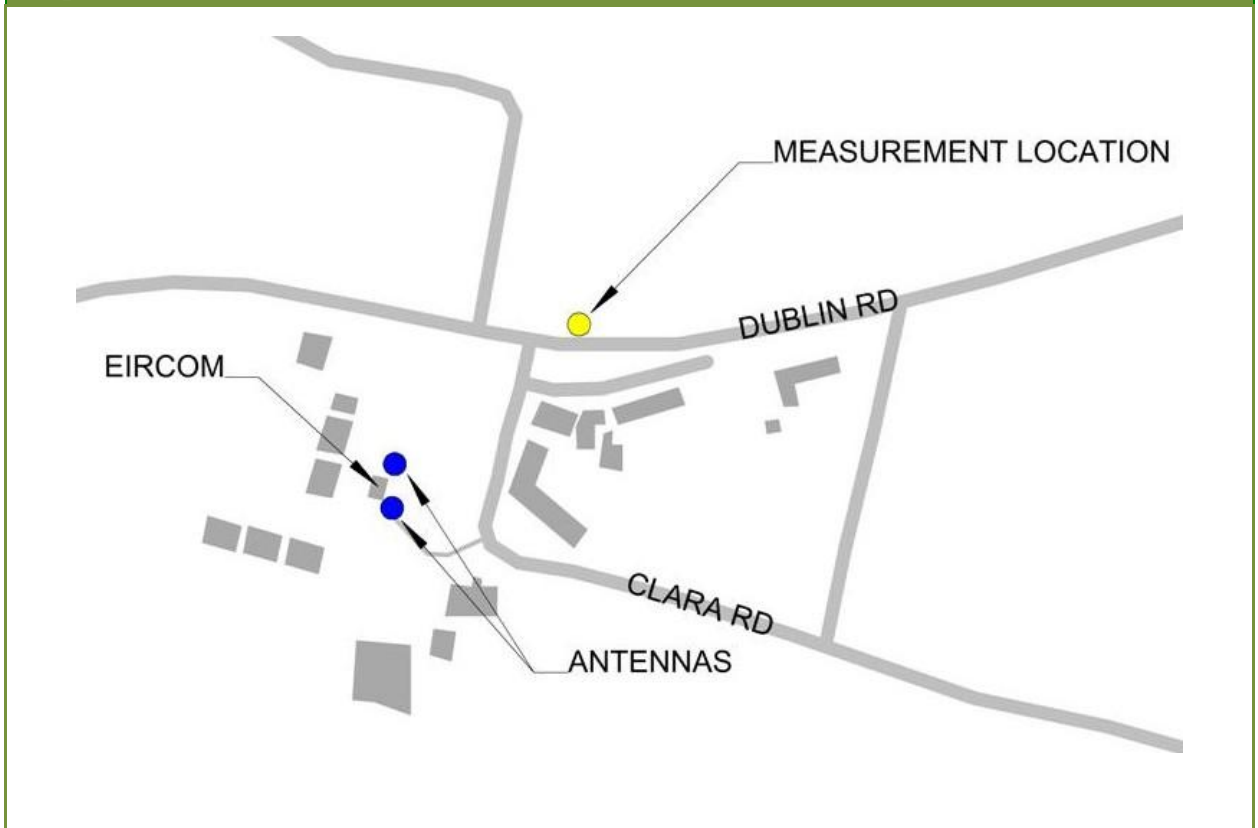 MEASUREMENT LOCATION
DUBLIN RD
EIRCOM
CLARA RD
ANTENNAS